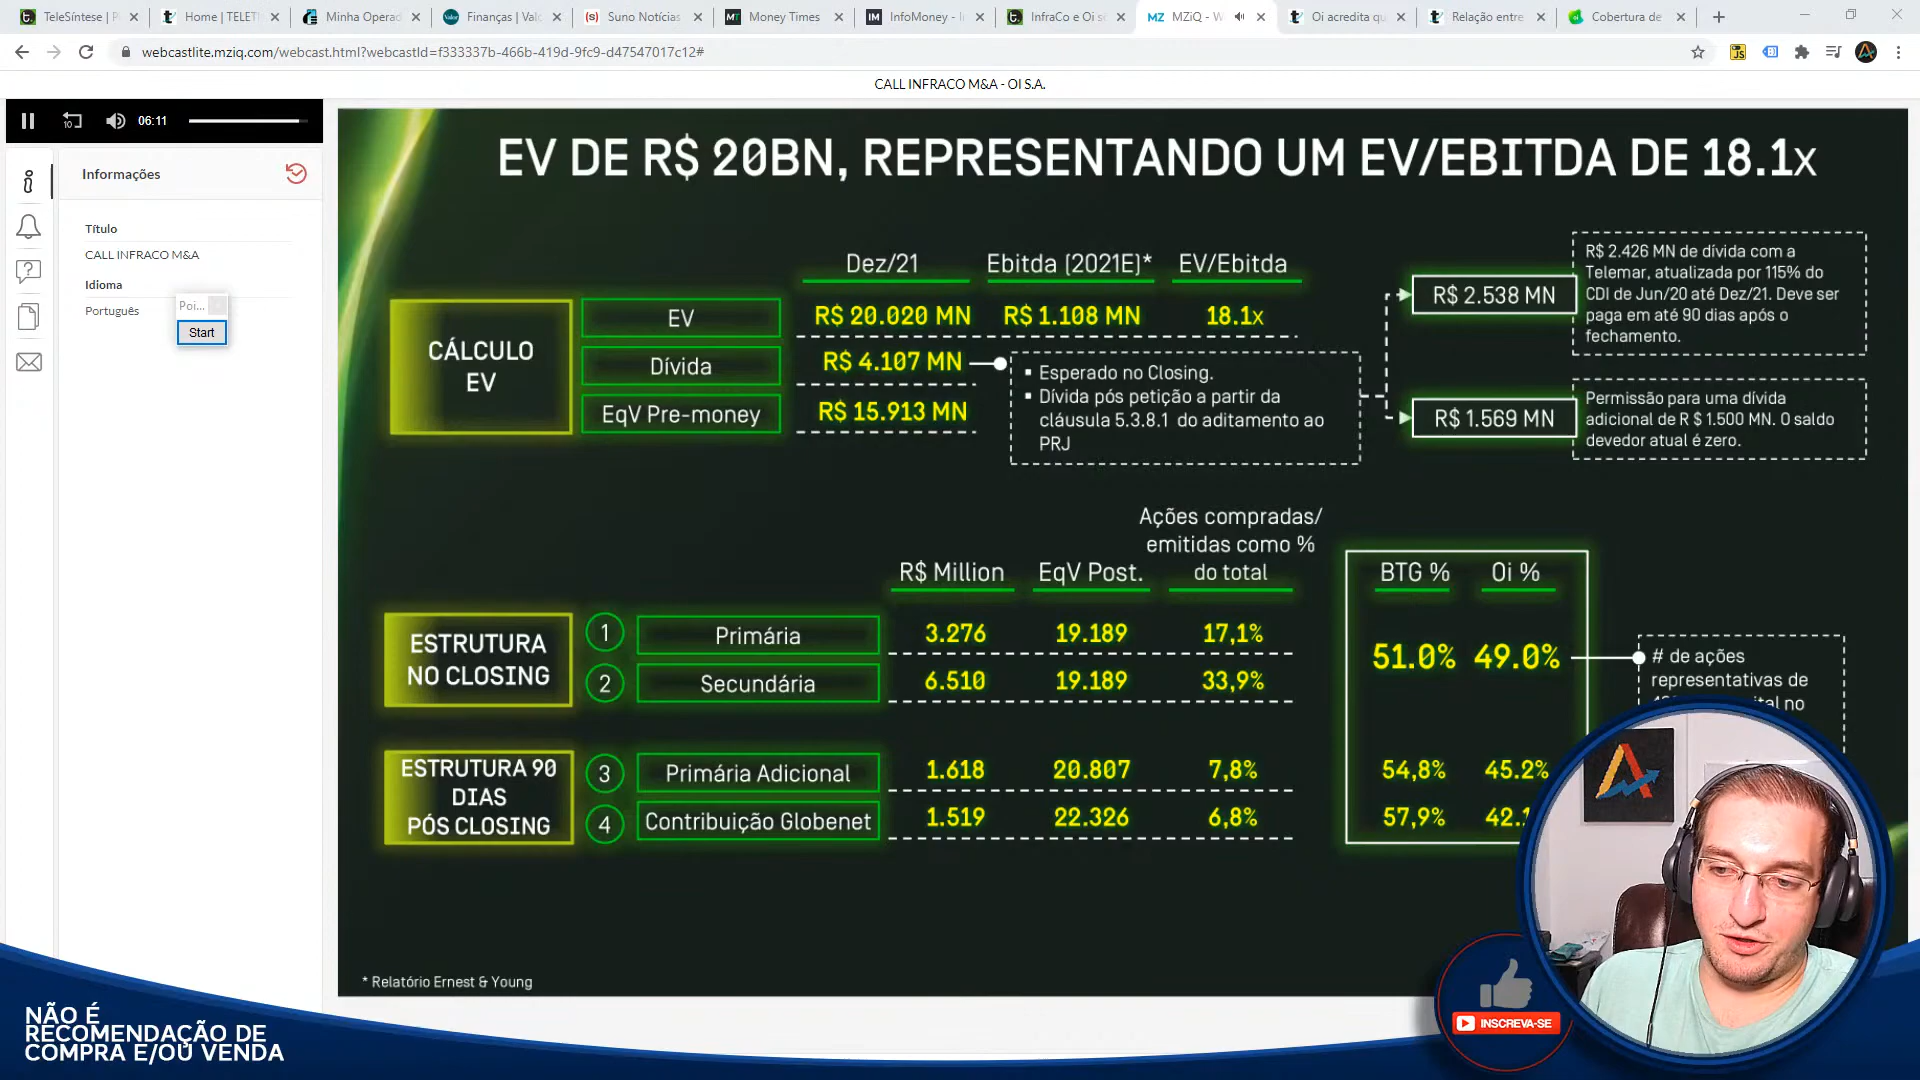 TeleSíntese | P
Home | TELETI
Minha Operad
Finanças | Valo
Suno Notícias
Money Times
InfoMoney - I
InfraCo e Oi s
MZiQ - W
Oi acredita qu
Relação entre
Cobertura de
webcastlite.mziq.com/webcast.html?webcastId=f333337b-466b-419d-9fc9-d47547017c12#
CALL INFRACO M&A - OI S.A.
10
06:11
Informações
Título
CALL INFRACO M&A
Idioma
Português
Poi...
Start
EV DE R$ 20BN, REPRESENTANDO UM EV/EBITDA DE 18.1x
Dez/21 Ebitda (2021E)* EV/Ebitda
CÁLCULO
EV
EV R$ 20.020 MN R$ 1.108 MN 18.1x
Dívida R$ 4.107 MN
EqV Pre-money R$ 15.913 MN
▪ Esperado no Closing.
▪ Dívida pós petição a partir da
cláusula 5.3.8.1 do aditamento ao
PRJ
R$ 2.538 MN
R$ 2.426 MN de dívida com a
Telemar, atualizada por 115% do
CDI de Jun/20 até Dez/21. Deve ser
paga em até 90 dias após o
fechamento.
R$ 1.569 MN
Permissão para uma dívida
adicional de R $ 1.500 MN. O saldo
devedor atual é zero.
Ações compradas/
emitidas como %
do total
R$ Million EqV Post.
BTG % Oi %
ESTRUTURA
NO CLOSING
1 Primária 3.276 19.189 17,1%
2 Secundária 6.510 19.189 33,9%
51.0% 49.0%
# de ações
representativas de
no
ESTRUTURA 90
DIAS
PÓS CLOSING
3 Primária Adicional 1.618 20.807 7,8% 54,8% 45.2%
4 Contribuição Globenet 1.519 22.326 6,8% 57,9% 42.
* Relatório Ernest & Young
NÃO É
RECOMENDAÇÃO DE
COMPRA E/OU VENDA
INSCREVA-SE